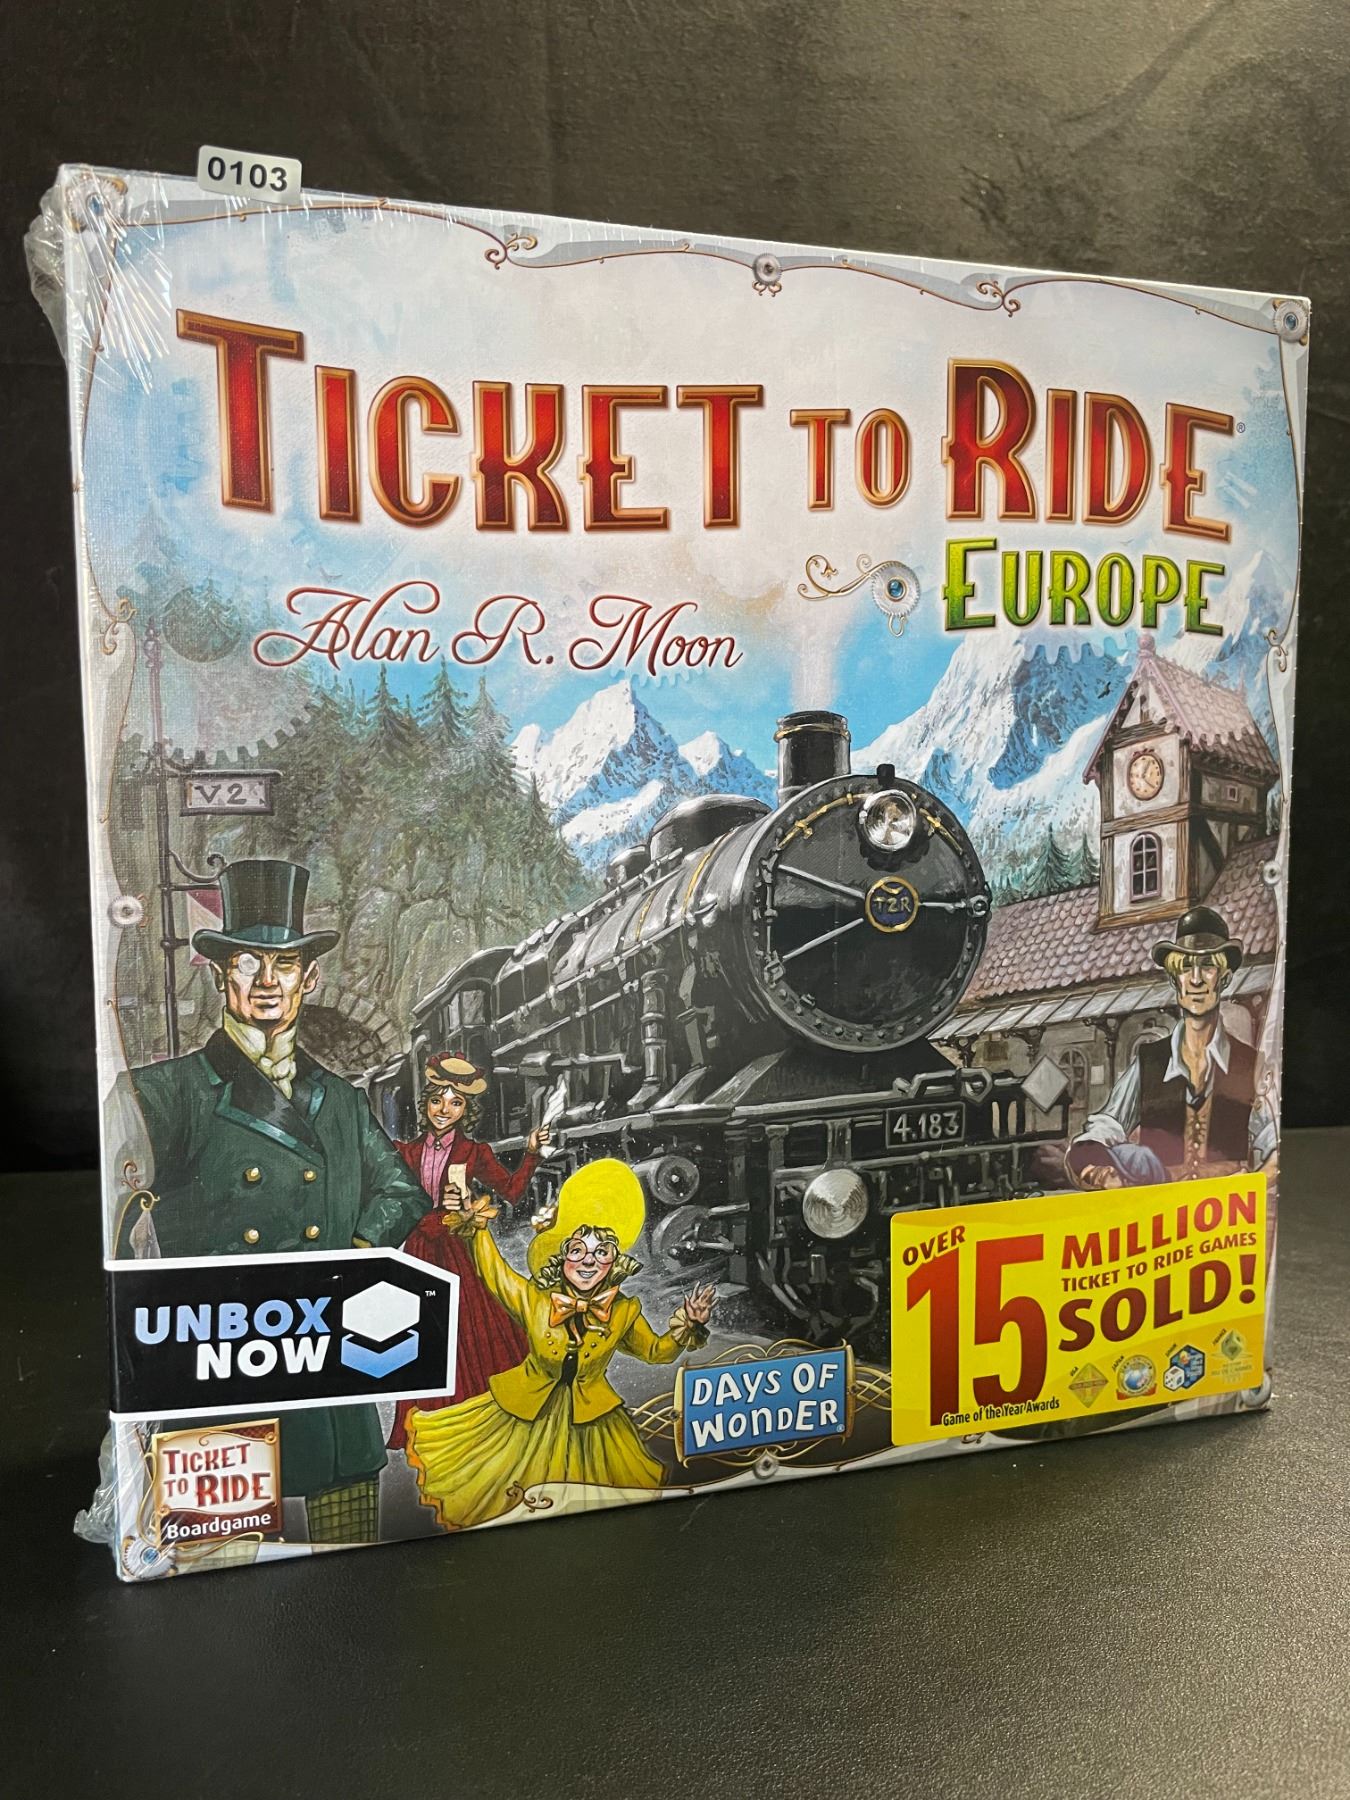 0103
TICKET TO RIDE®
EUROPE
Alan R. Moon
V2
T2R
4.183
OVER
15
MILLION
TICKET TO RIDE GAMES
SOLD!
Game of the Year Awards
UNBOX
NOW™
DAYS OF
WONDER®
TICKET
TO RIDE
Boardgame